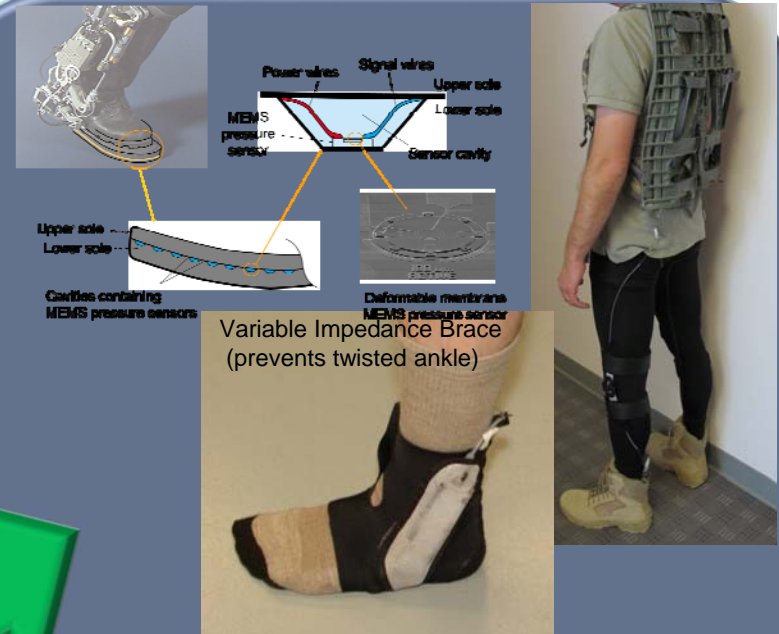 Power wires
Signal wires
Upper sole
Lower sole
MEMS
pressure
sensor
Sensor cavity
Upper sole
Lower sole
Cavities containing
MEMS pressure sensors
Deformable membrane
MEMS pressure sensor
Variable Impedance Brace
(prevents twisted ankle)